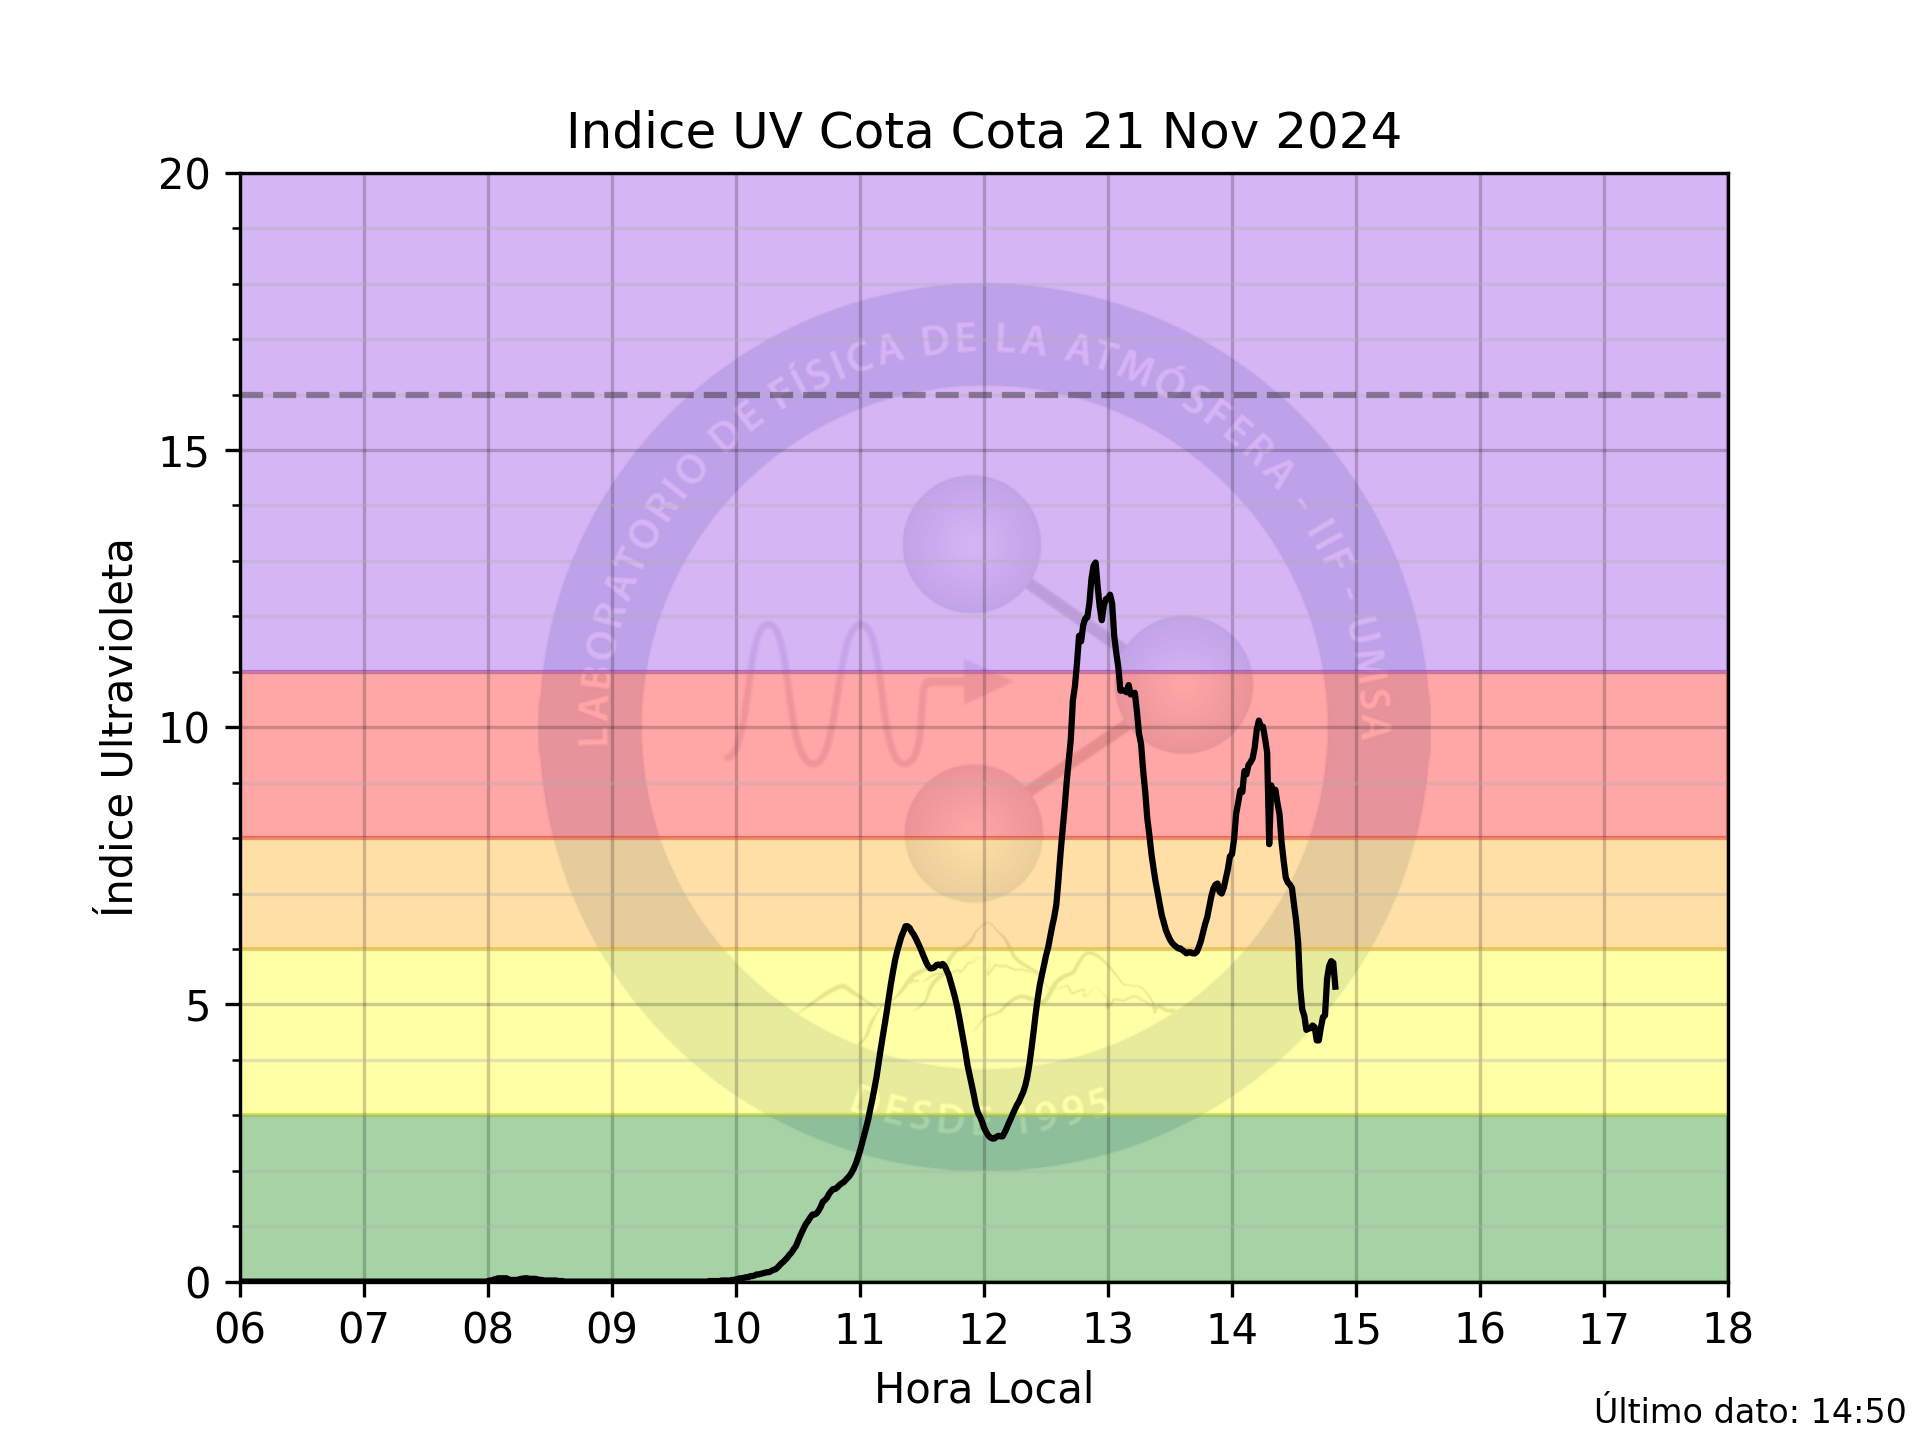 Indice UV Cota Cota 21 Nov 2024
20
15
10
5
0
Índice Ultravioleta
LABORATORIO DE FÍSICA DE LA ATMÓSFERA - IIF - UMSA
DESDE 1995
06 07 08 09 10 11 12 13 14 15 16 17 18
Hora Local
Último dato: 14:50